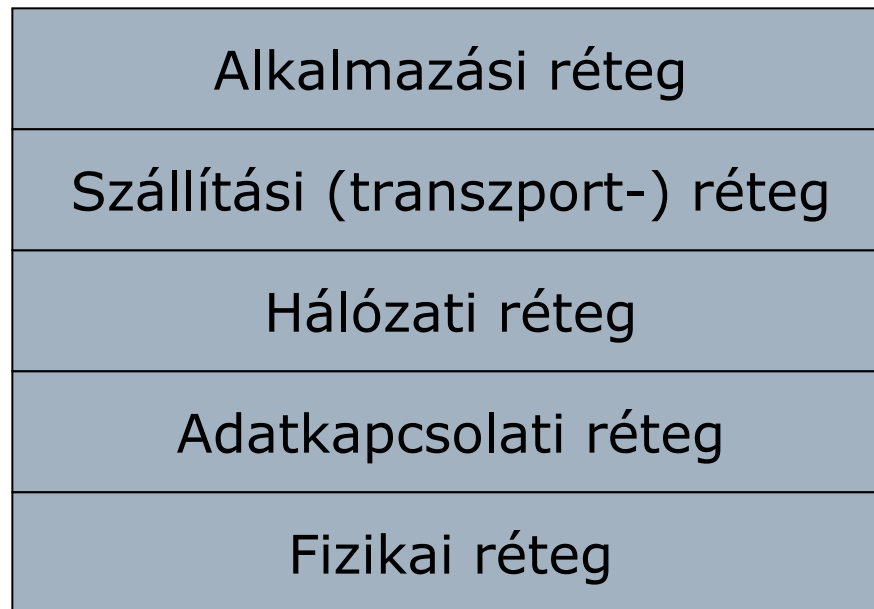 Alkalmazási réteg
Szállítási (transzport-) réteg
Hálózati réteg
Adatkapcsolati réteg
Fizikai réteg